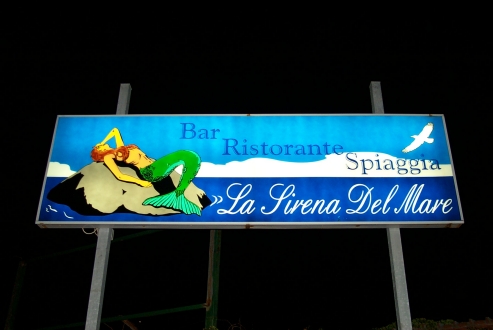 Bar
Ristorante
Spiaggia
La Sirena Del Mare